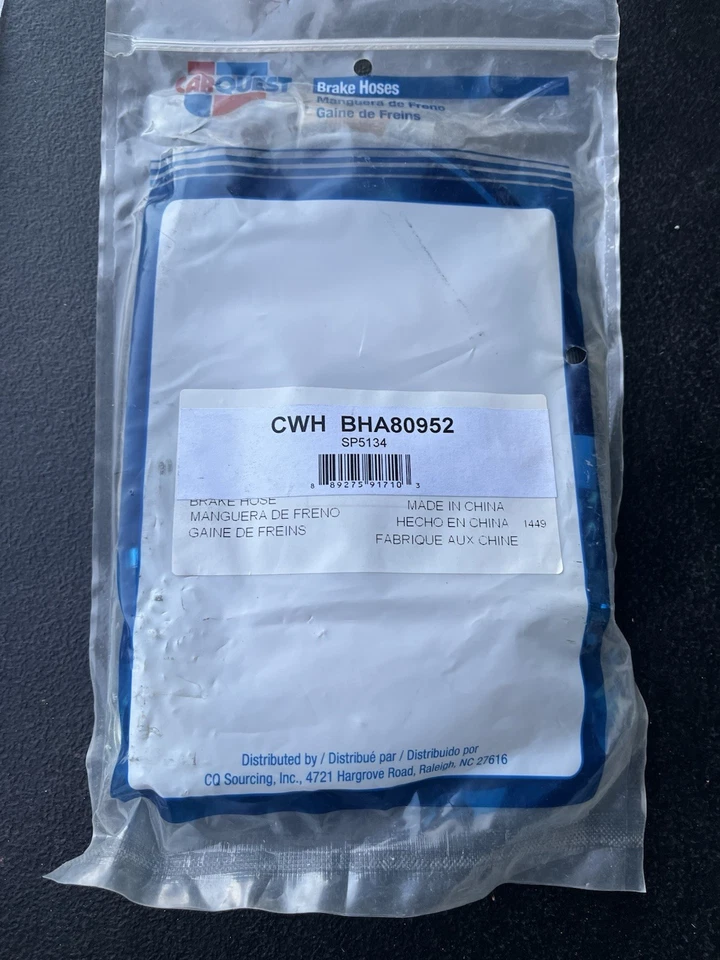 CARQUEST
Brake Hoses
Manguera de Freno
Gaine de Freins
CWH BHA80952
SP5134
8 89275 91710 3
BRAKE HOSE
MANGUERA DE FRENO
GAINE DE FREINS
MADE IN CHINA
HECHO EN CHINA 1449
FABRIQUE AUX CHINE
Distributed by / Distribué par / Distribuido por
CQ Sourcing, Inc., 4721 Hargrove Road, Raleigh, NC 27616